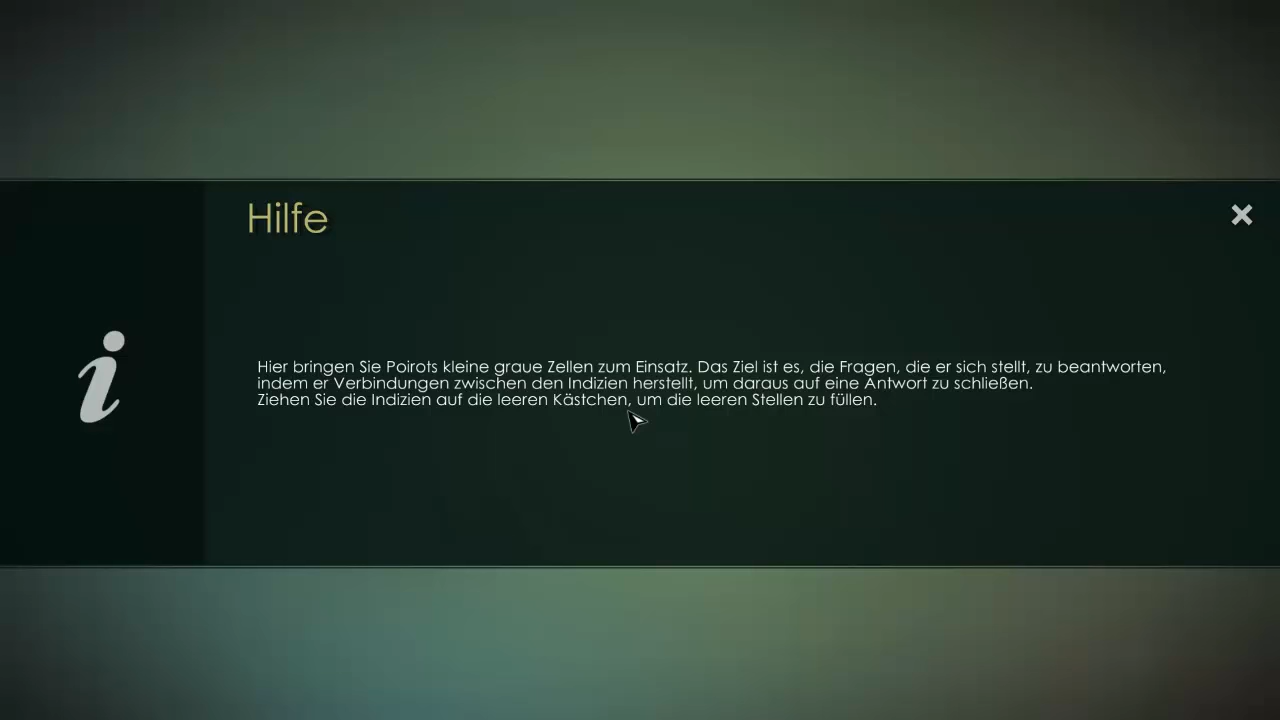 Hilfe
Hier bringen Sie Poirots kleine graue Zellen zum Einsatz. Das Ziel ist es, die Fragen, die er sich stellt, zu beantworten,
indem er Verbindungen zwischen den Indizien herstellt, um daraus auf eine Antwort zu schließen.
Ziehen Sie die Indizien auf die leeren Kästchen, um die leeren Stellen zu füllen.